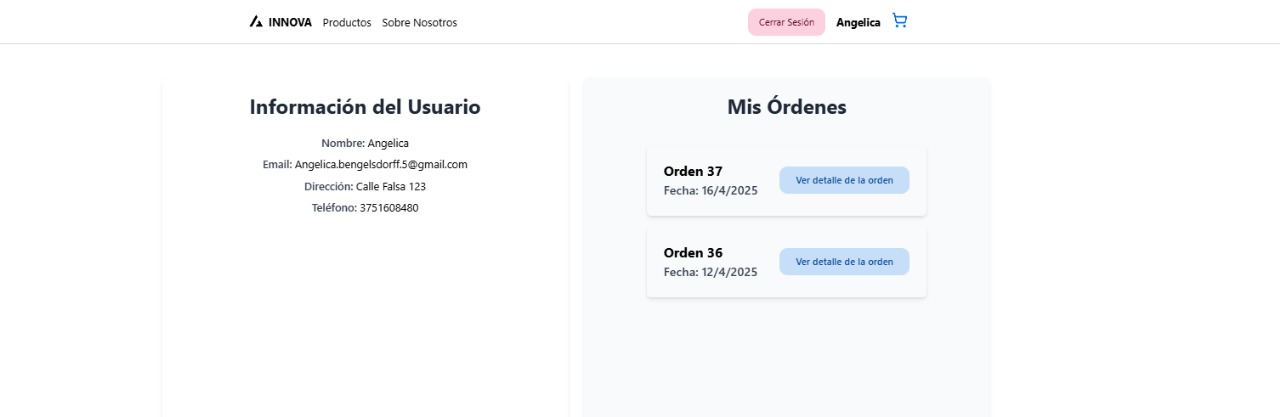 INNOVA Productos Sobre Nosotros Cerrar Sesión Angelica
Información del Usuario
Nombre: Angelica
Email: Angelica.bengelsdorff.5@gmail.com
Dirección: Calle Falsa 123
Teléfono: 3751608480
Mis Órdenes
Orden 37
Fecha: 16/4/2025
Ver detalle de la orden
Orden 36
Fecha: 12/4/2025
Ver detalle de la orden